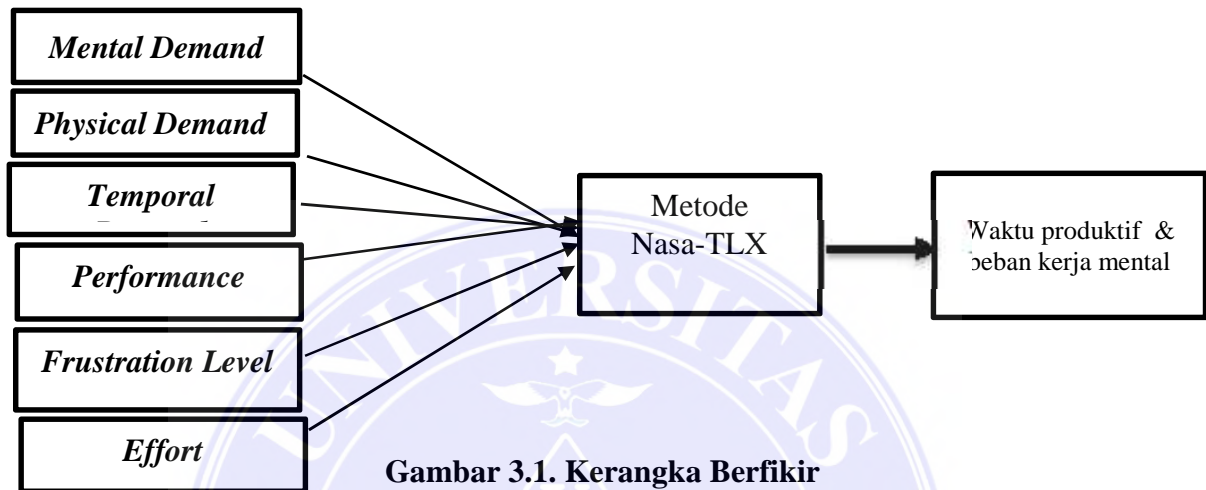 Mental Demand
Physical Demand
Temporal
Performance
Frustration Level
Effort
Metode
Nasa-TLX
Waktu produktif &
beban kerja mental
UNIVERSITAS
Gambar 3.1. Kerangka Berfikir